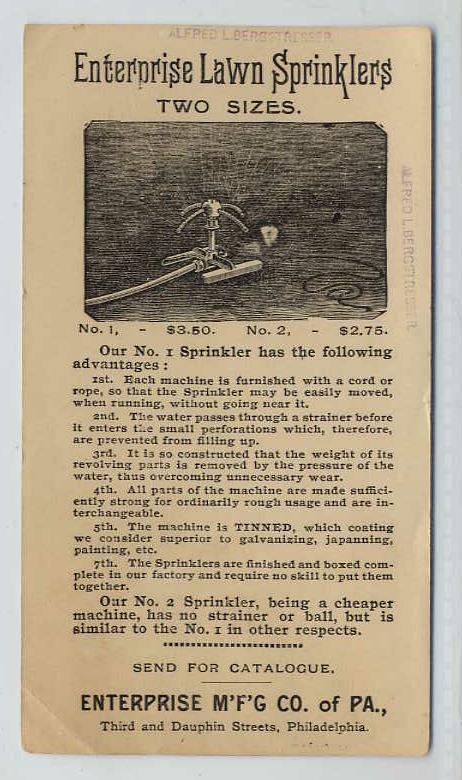 ALFRED L. BERGSTRESSER
Enterprise Lawn Sprinklers
TWO SIZES.
No. 1, - $3.50. No. 2, - $2.75.
Our No. 1 Sprinkler has the following
advantages:
1st. Each machine is furnished with a cord or
rope, so that the Sprinkler may be easily moved,
when running, without going near it.
2nd. The water passes through a strainer before
it enters the small perforations which, therefore,
are prevented from filling up.
3rd. It is so constructed that the weight of its
revolving parts is removed by the pressure of the
water, thus overcoming unnecessary wear.
4th. All parts of the machine are made suffici-
ently strong for ordinarily rough usage and are in-
terchangeable.
5th. The machine is TINNED, which coating
we consider superior to galvanizing, japanning,
painting, etc.
7th. The Sprinklers are finished and boxed com-
plete in our factory and require no skill to put them
together.
Our No. 2 Sprinkler, being a cheaper
machine, has no strainer or ball, but is
similar to the No. 1 in other respects.
SEND FOR CATALOGUE.
ENTERPRISE M'F'G CO. of PA.,
Third and Dauphin Streets, Philadelphia.
ALFRED L. BERGSTRESSER